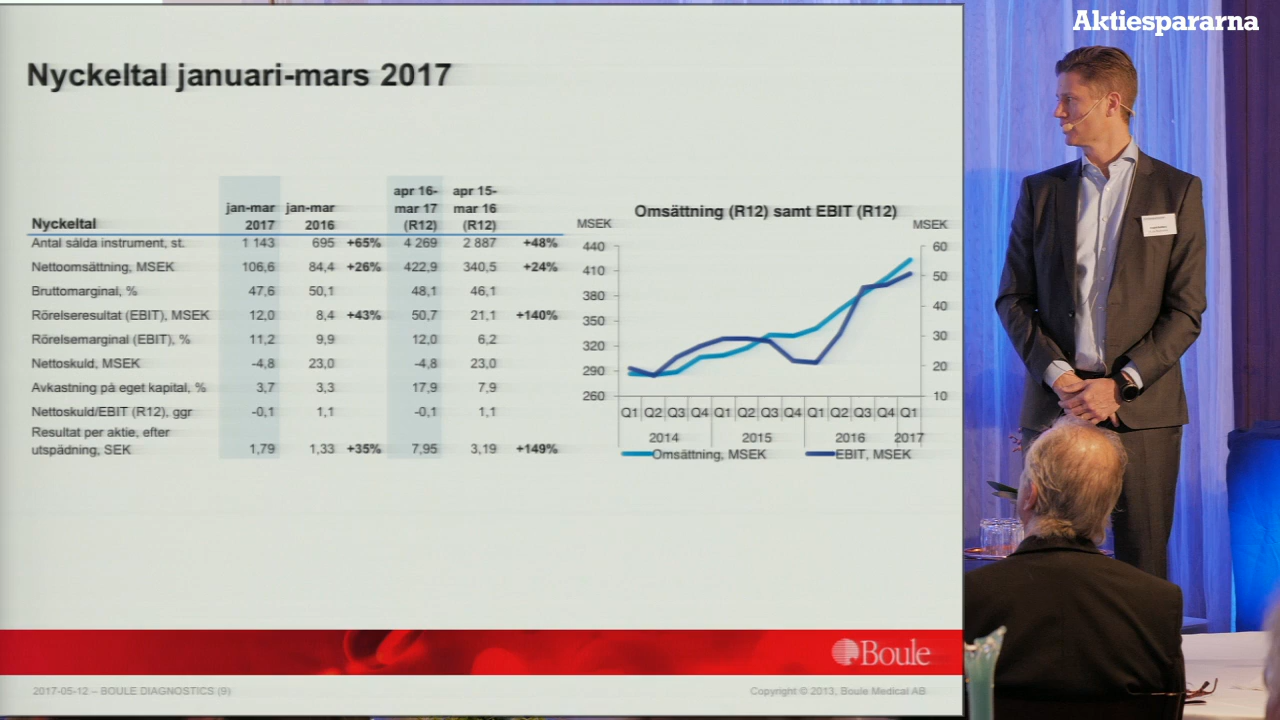 Aktiespararna
Nyckeltal januari-mars 2017
Nyckeltal jan-mar 2017 jan-mar 2016 apr 16-mar 17 (R12) apr 15-mar 16 (R12)
Antal sålda instrument, st. 1 143 695 +65% 4 269 2 887 +48%
Nettoomsättning, MSEK 106,6 84,4 +26% 422,9 340,5 +24%
Bruttomarginal, % 47,6 50,1 48,1 46,1
Rörelseresultat (EBIT), MSEK 12,0 8,4 +43% 50,7 21,1 +140%
Rörelsemarginal (EBIT), % 11,2 9,9 12,0 6,2
Nettoskuld, MSEK -4,8 23,0 -4,8 23,0
Avkastning på eget kapital, % 3,7 3,3 17,9 7,9
Nettoskuld/EBIT (R12), ggr -0,1 1,1 -0,1 1,1
Resultat per aktie, efter
utspädning, SEK 1,79 1,33 +35% 7,95 3,19 +149%
Omsättning (R12) samt EBIT (R12)
MSEK MSEK
440 60
410 50
380 40
350 30
320 20
290 10
260
Q1 Q2 Q3 Q4 Q1 Q2 Q3 Q4 Q1 Q2 Q3 Q4 Q1
2014 2015 2016 2017
Omsättning, MSEK EBIT, MSEK
Boule
2017-05-12 – BOULE DIAGNOSTICS (9) Copyright © 2013, Boule Medical AB